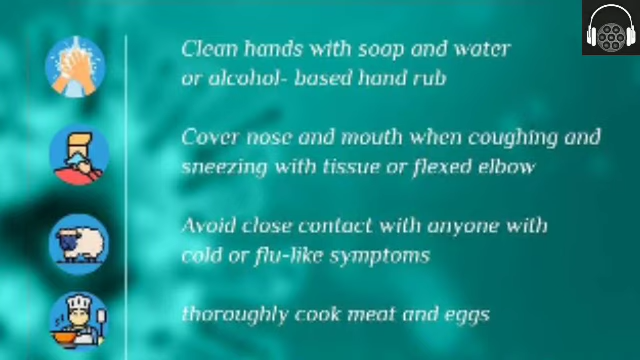 Clean hands with soap and water
or alcohol- based hand rub
Cover nose and mouth when coughing and
sneezing with tissue or flexed elbow
Avoid close contact with anyone with
cold or flu-like symptoms
thoroughly cook meat and eggs